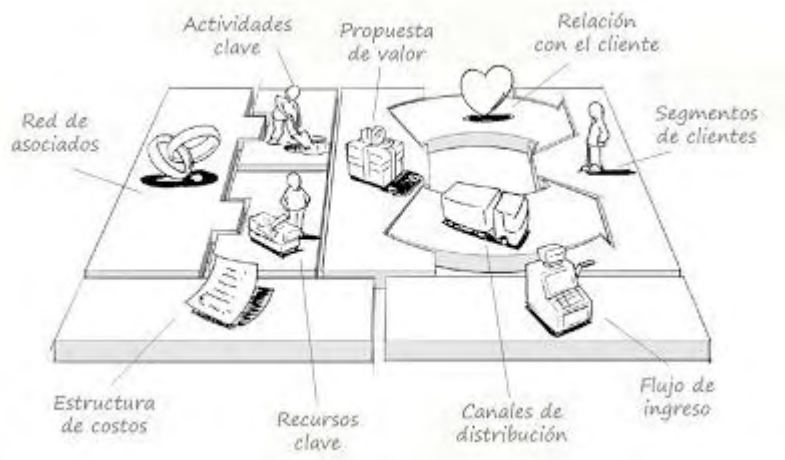 Actividades
clave
Propuesta
de valor
Relación
con el cliente
Red de
asociados
Segmentos
de clientes
Estructura
de costos
Recursos
clave
Canales de
distribución
Flujo de
ingreso